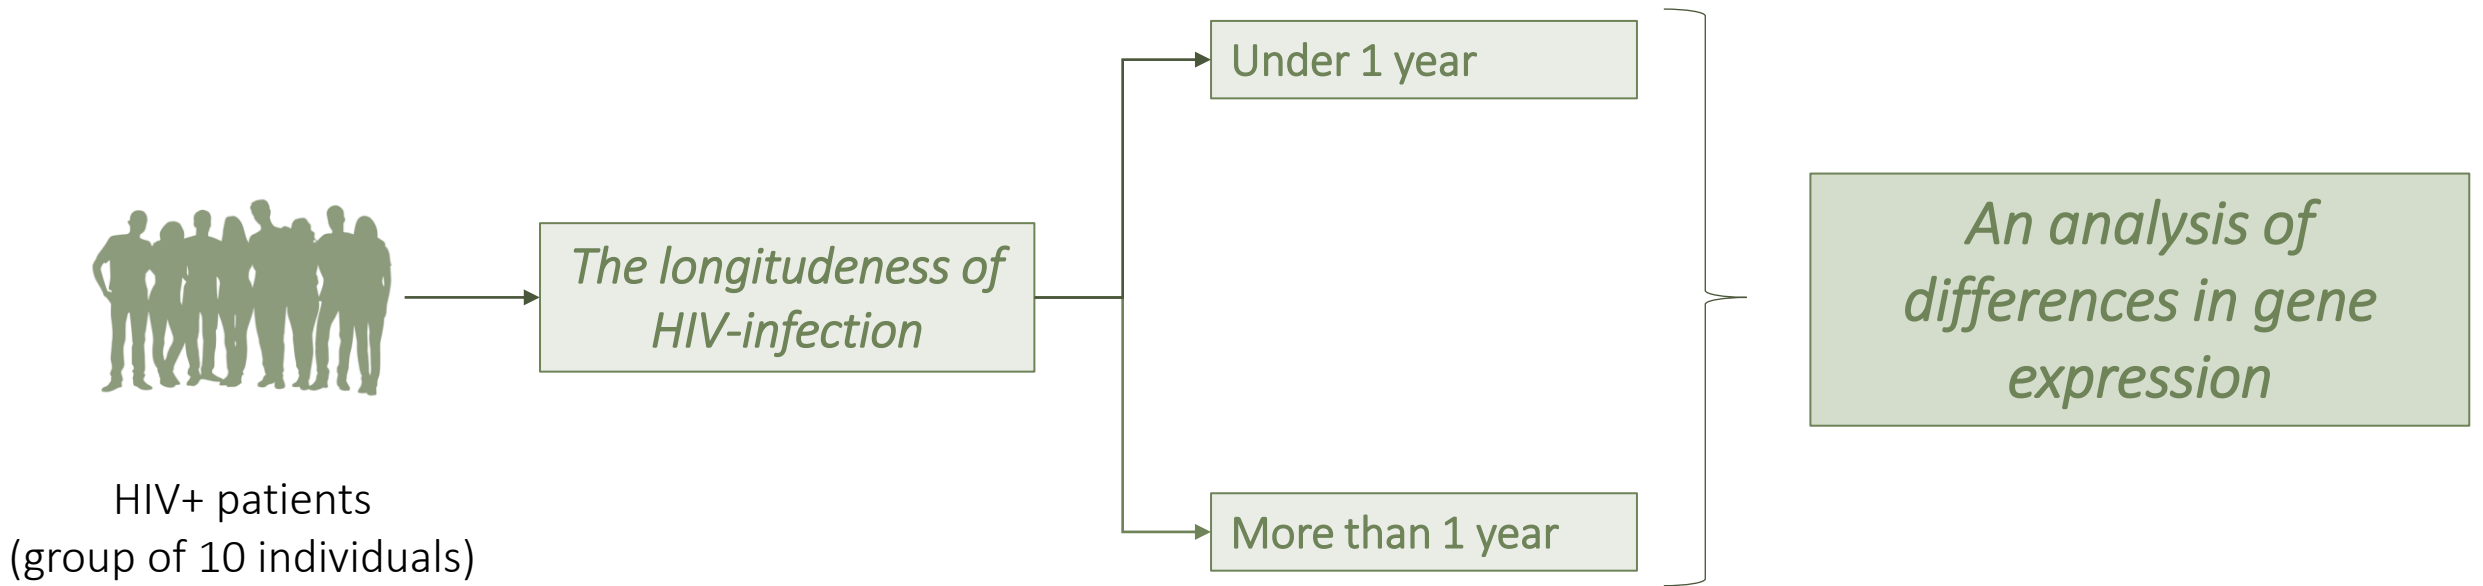 HIV+ patients
(group of 10 individuals)
The longitudeness of
HIV-infection
Under 1 year
More than 1 year
An analysis of
differences in gene
expression